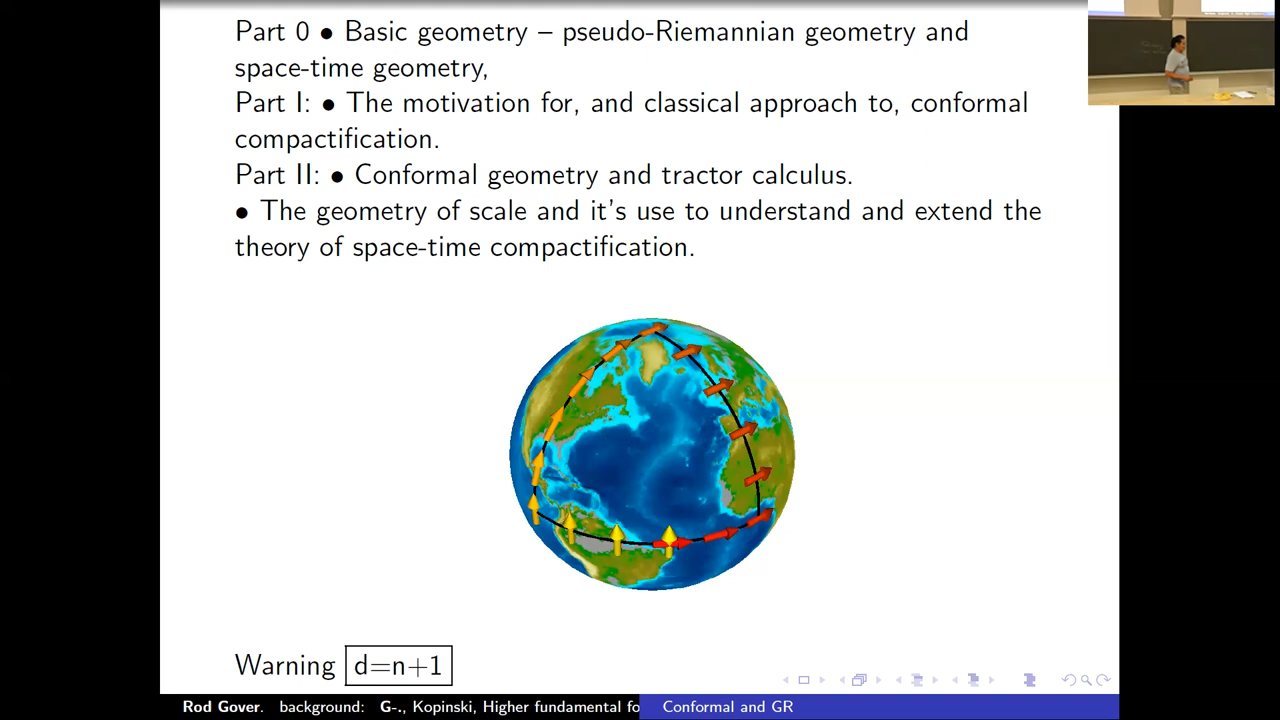 Part 0 • Basic geometry – pseudo-Riemannian geometry and
space-time geometry,
Part I: • The motivation for, and classical approach to, conformal
compactification.
Part II: • Conformal geometry and tractor calculus.
• The geometry of scale and it's use to understand and extend the
theory of space-time compactification.
Warning d=n+1
Rod Gover. background: G-., Kopinski, Higher fundamental fo
Conformal and GR